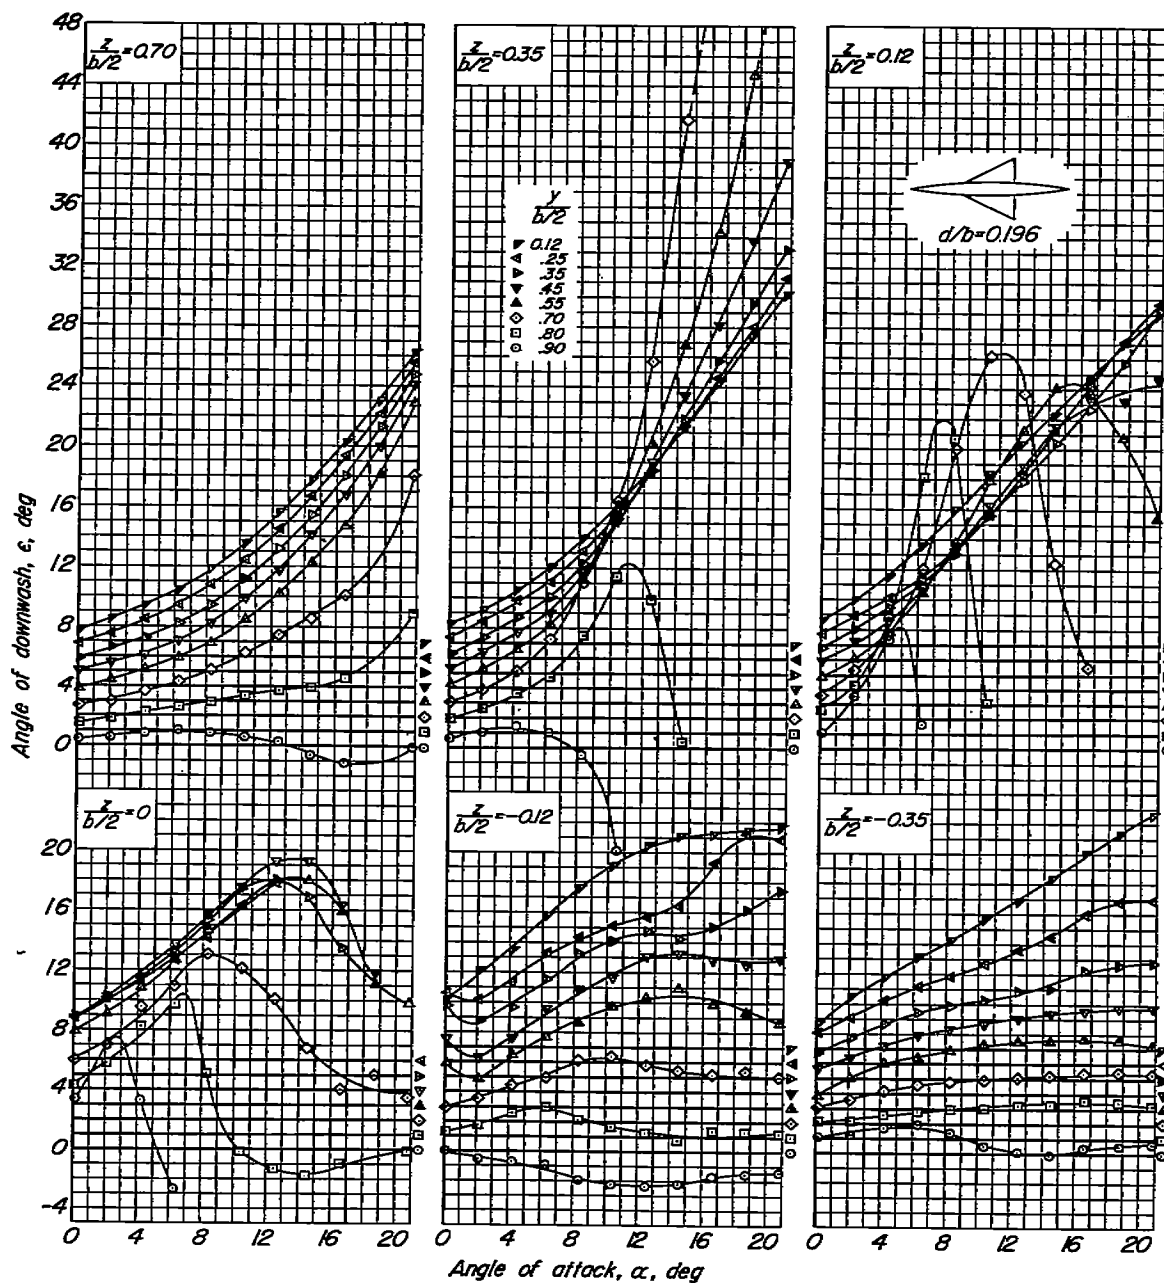 48
44
40
36
32
28
24
20
16
12
8
4
0
z/b/2 = 0.70
z/b/2 = 0.35
z/b/2 = 0.12
y/b/2
0.12
.25
.35
.45
.55
.70
.80
.90
d/b=0.196
Angle of downwash, ϵ, deg
z/b/2 = 0
z/b/2 = -0.12
z/b/2 = -0.35
20
16
12
8
4
0
-4
0 4 8 12 16 20 0 4 8 12 16 20 0 4 8 12 16 20
Angle of attack, α, deg